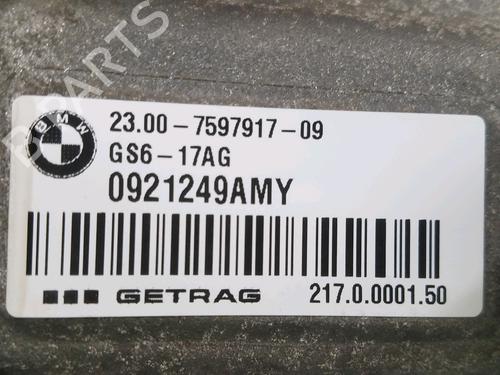 PARTS
BMW
23.00-7597917-09
GS6-17AG
0921249AMY
GETRAG
217.0.0001.50